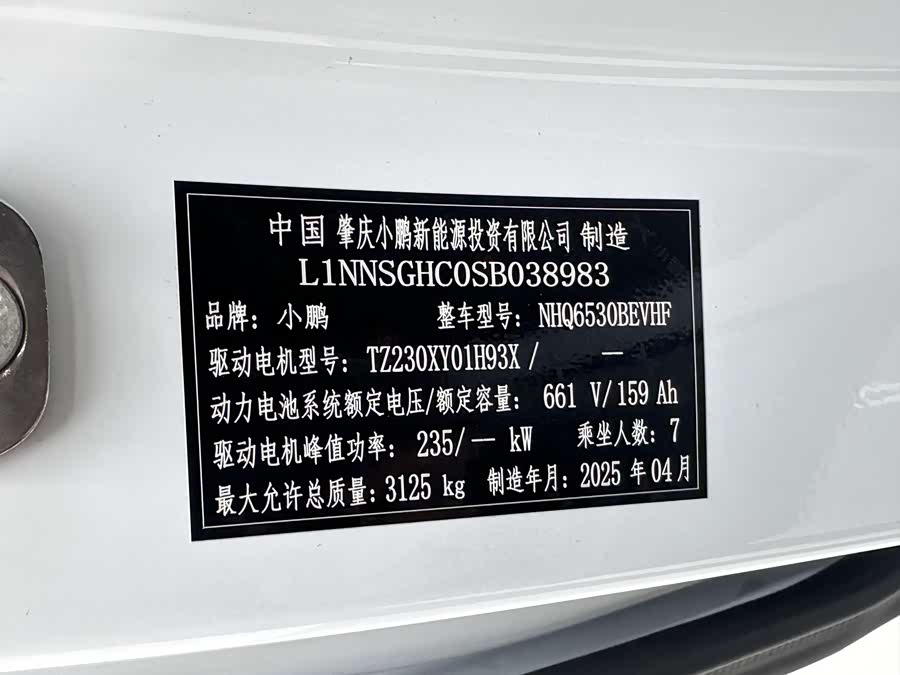 中国 肇庆小鹏新能源投资有限公司 制造
L1NNSGHC0SB038983
品牌：小鹏 整车型号：NHQ6530BEVHF
驱动电机型号：TZ230XY01H93X / —
动力电池系统额定电压/额定容量： 661 V/159 Ah
驱动电机峰值功率： 235/— kW 乘坐人数：7
最大允许总质量：3125 kg 制造年月：2025 年 04 月